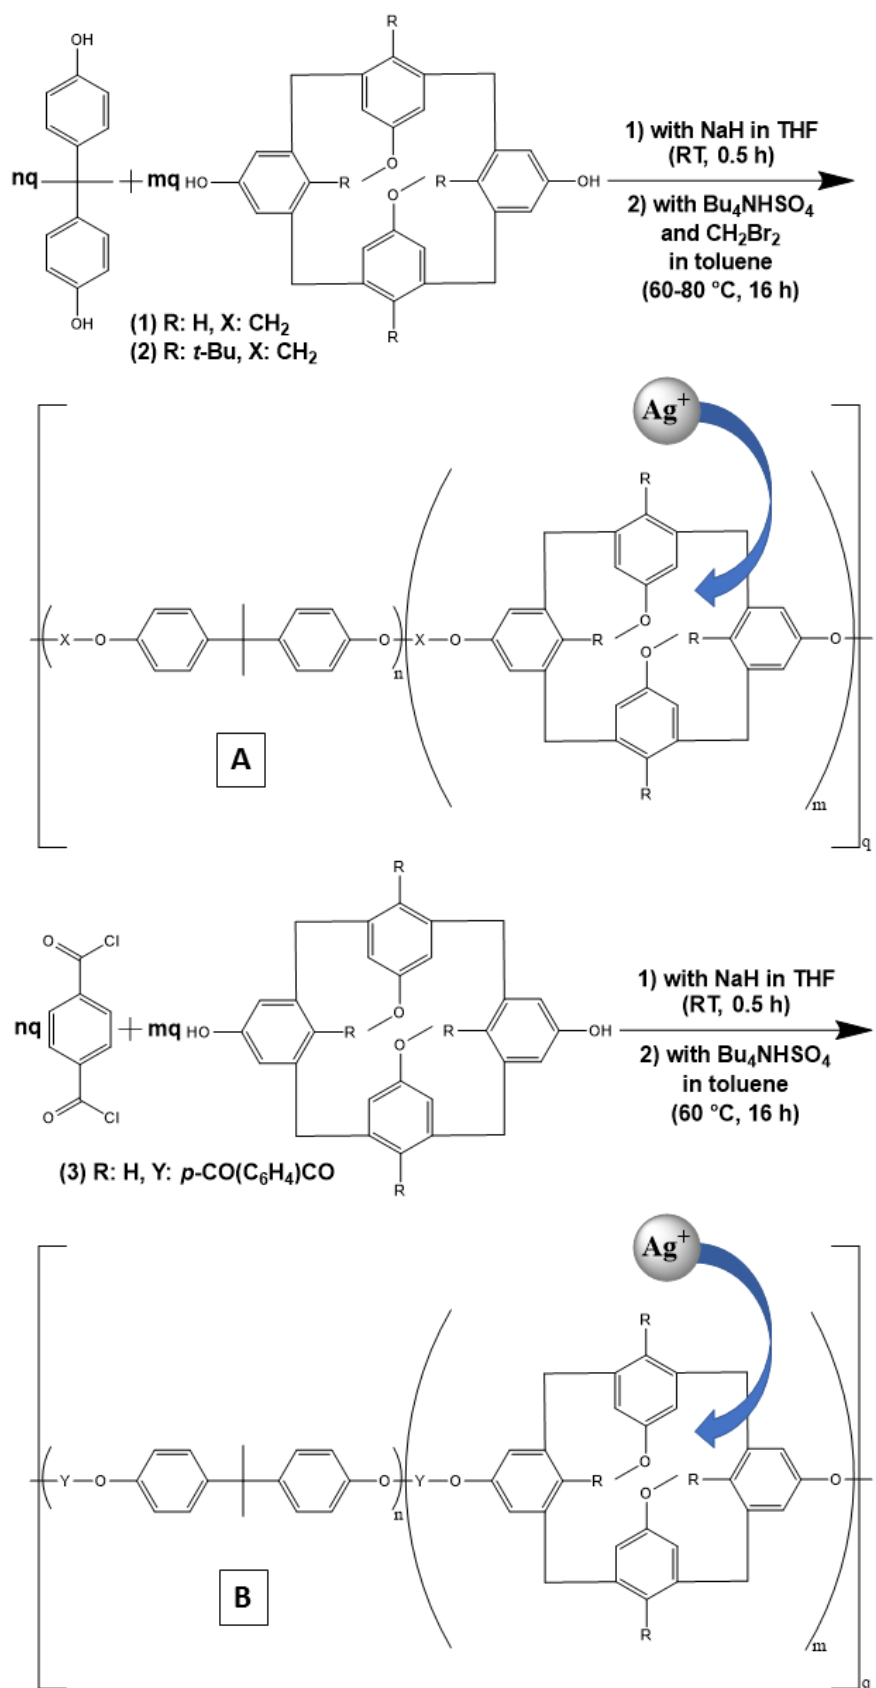 OH
R
nq
mq
HO
R
O
O
R
OH
OH
R
1) with NaH in THF
(RT, 0.5 h)
2) with Bu₄NHSO₄
and CH₂Br₂
in toluene
(60-80 °C, 16 h)
(1) R: H, X: CH₂
(2) R: t-Bu, X: CH₂
Ag⁺
R
X
O
O
n
X
O
R
O
O
R
O
R
m
q
A
O
Cl
nq
O
Cl
mq
R
HO
R
O
O
R
OH
R
1) with NaH in THF
(RT, 0.5 h)
2) with Bu₄NHSO₄
in toluene
(60 °C, 16 h)
(3) R: H, Y: p-CO(C₆H₄)CO
Ag⁺
R
Y
O
O
n
Y
O
R
O
O
R
O
R
m
q
B